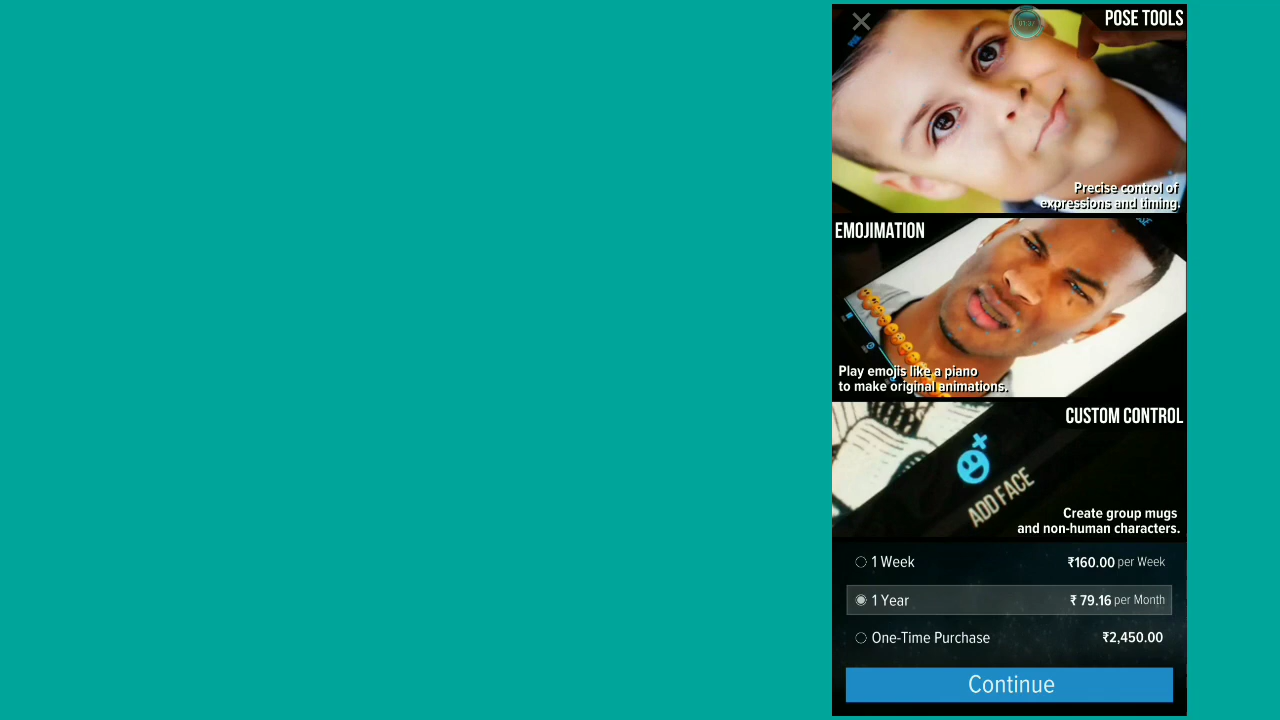 POSE TOOLS
01:37
Precise control of
expressions and timing.
EMOJIMATION
Play emojis like a piano
to make original animations.
CUSTOM CONTROL
ADD FACE
Create group mugs
and non-human characters.
1 Week ₹160.00 per Week
1 Year ₹ 79.16 per Month
One-Time Purchase ₹2,450.00
Continue